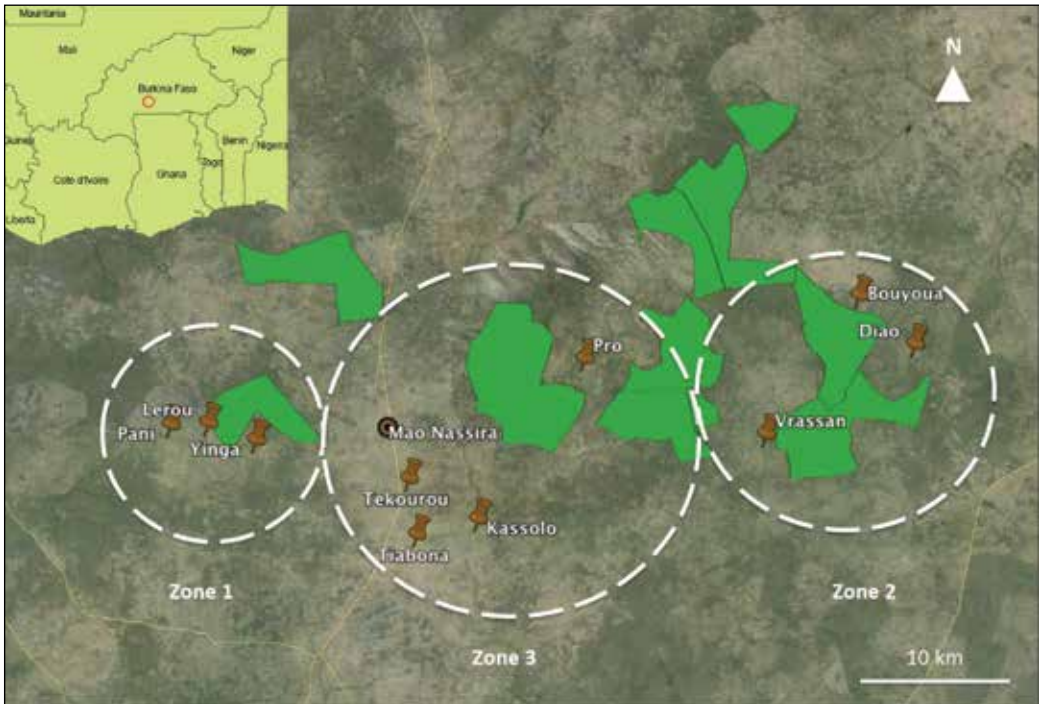 Mauritania
Mali
Niger
Burkina Faso
Guinea
Benin
Nigeria
Togo
Cote d'Ivoire
Ghana
Liberia
N
Bouyoua
Diao
Pro
Lerou
Pani
Yinga
Vrassan
Mao Nassira
Tekourou
Kassolo
Tiabona
Zone 1
Zone 2
Zone 3
10 km